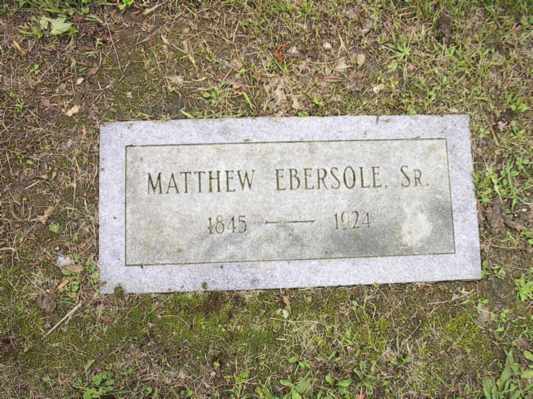 MATTHEW EBERSOLE, SR.
1845 — 1924